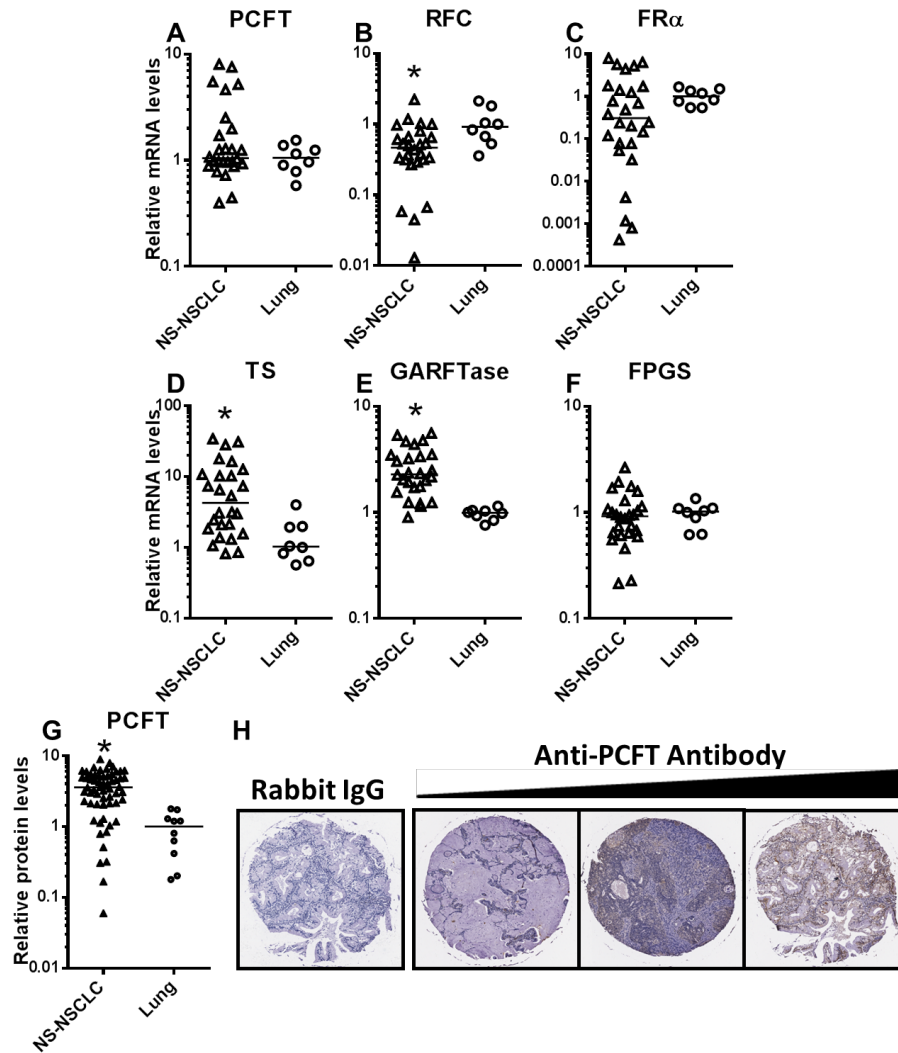 A PCFT
B RFC
C FRα
Relative mRNA levels
10
1
0.1
NS-NSCLC
Lung
*
10
1
0.1
0.01
NS-NSCLC
Lung
10
1
0.1
0.01
0.001
0.0001
NS-NSCLC
Lung
D TS
E GARFTase
F FPGS
Relative mRNA levels
*
100
10
1
0.1
NS-NSCLC
Lung
*
10
1
0.1
NS-NSCLC
Lung
10
1
0.1
NS-NSCLC
Lung
G PCFT
Relative protein levels
*
10
1
0.1
0.01
NS-NSCLC
Lung
H
Anti-PCFT Antibody
Rabbit IgG